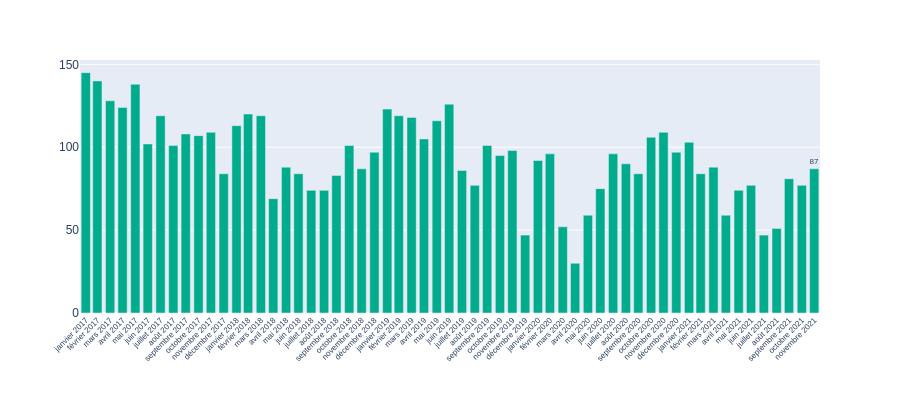 150
100
50
0
87
janvier 2017
février 2017
mars 2017
avril 2017
mai 2017
juin 2017
juillet 2017
août 2017
septembre 2017
octobre 2017
novembre 2017
décembre 2017
janvier 2018
février 2018
mars 2018
avril 2018
mai 2018
juin 2018
juillet 2018
août 2018
septembre 2018
octobre 2018
novembre 2018
décembre 2018
janvier 2019
février 2019
mars 2019
avril 2019
mai 2019
juin 2019
juillet 2019
août 2019
septembre 2019
octobre 2019
novembre 2019
décembre 2019
janvier 2020
février 2020
mars 2020
avril 2020
mai 2020
juin 2020
juillet 2020
août 2020
septembre 2020
octobre 2020
novembre 2020
décembre 2020
janvier 2021
février 2021
mars 2021
avril 2021
mai 2021
juin 2021
juillet 2021
août 2021
septembre 2021
octobre 2021
novembre 2021